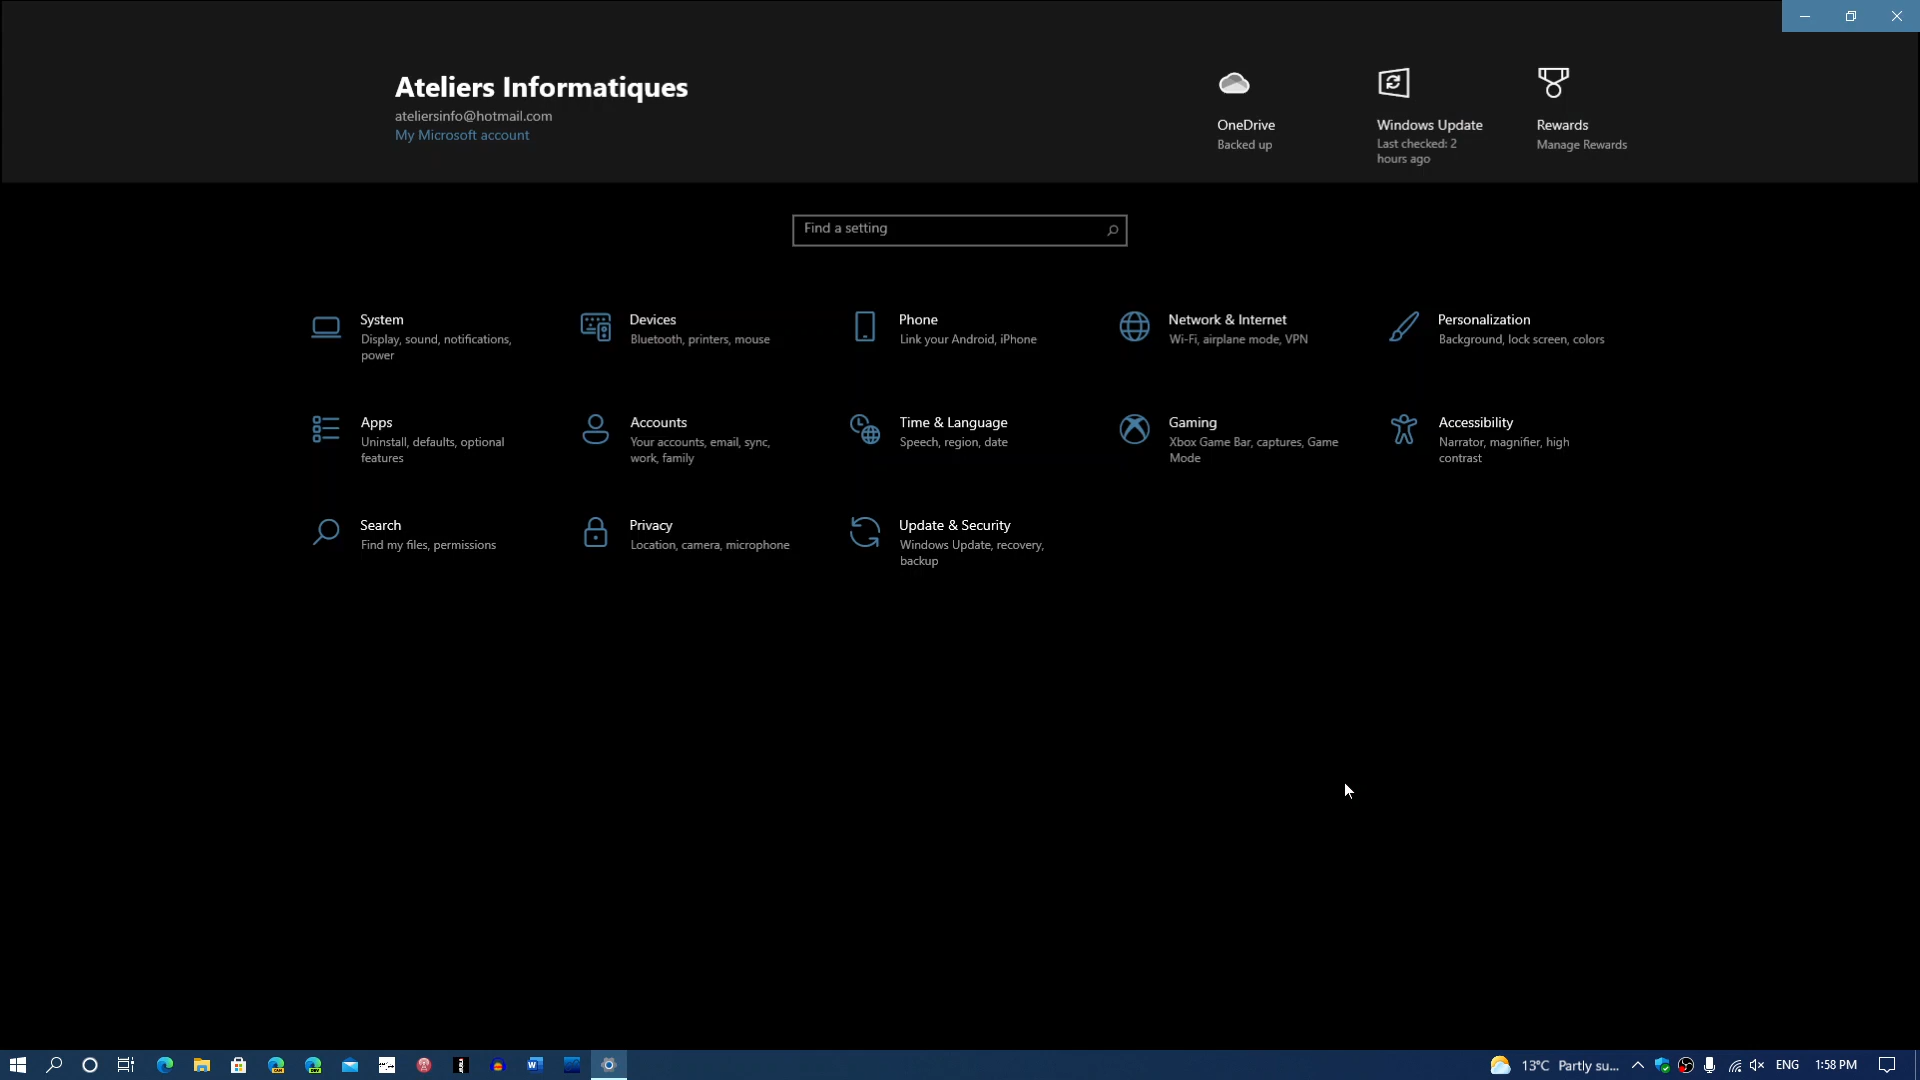 Ateliers Informatiques
ateliersinfo@hotmail.com
My Microsoft account
OneDrive
Backed up
Windows Update
Last checked: 2
hours ago
Rewards
Manage Rewards
Find a setting
System
Display, sound, notifications,
power
Devices
Bluetooth, printers, mouse
Phone
Link your Android, iPhone
Network & Internet
Wi-Fi, airplane mode, VPN
Personalization
Background, lock screen, colors
Apps
Uninstall, defaults, optional
features
Accounts
Your accounts, email, sync,
work, family
Time & Language
Speech, region, date
Gaming
Xbox Game Bar, captures, Game
Mode
Accessibility
Narrator, magnifier, high
contrast
Search
Find my files, permissions
Privacy
Location, camera, microphone
Update & Security
Windows Update, recovery,
backup
13°C Partly su... ENG 1:58 PM